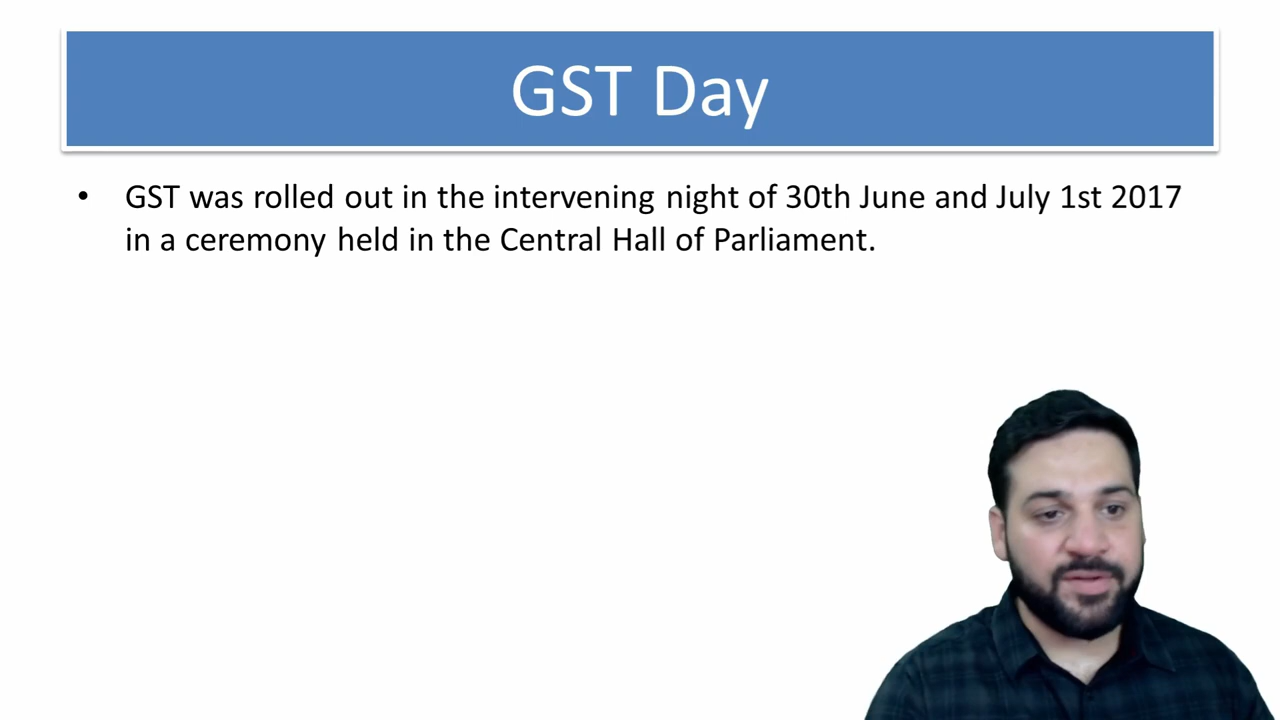 GST Day
• GST was rolled out in the intervening night of 30th June and July 1st 2017
in a ceremony held in the Central Hall of Parliament.